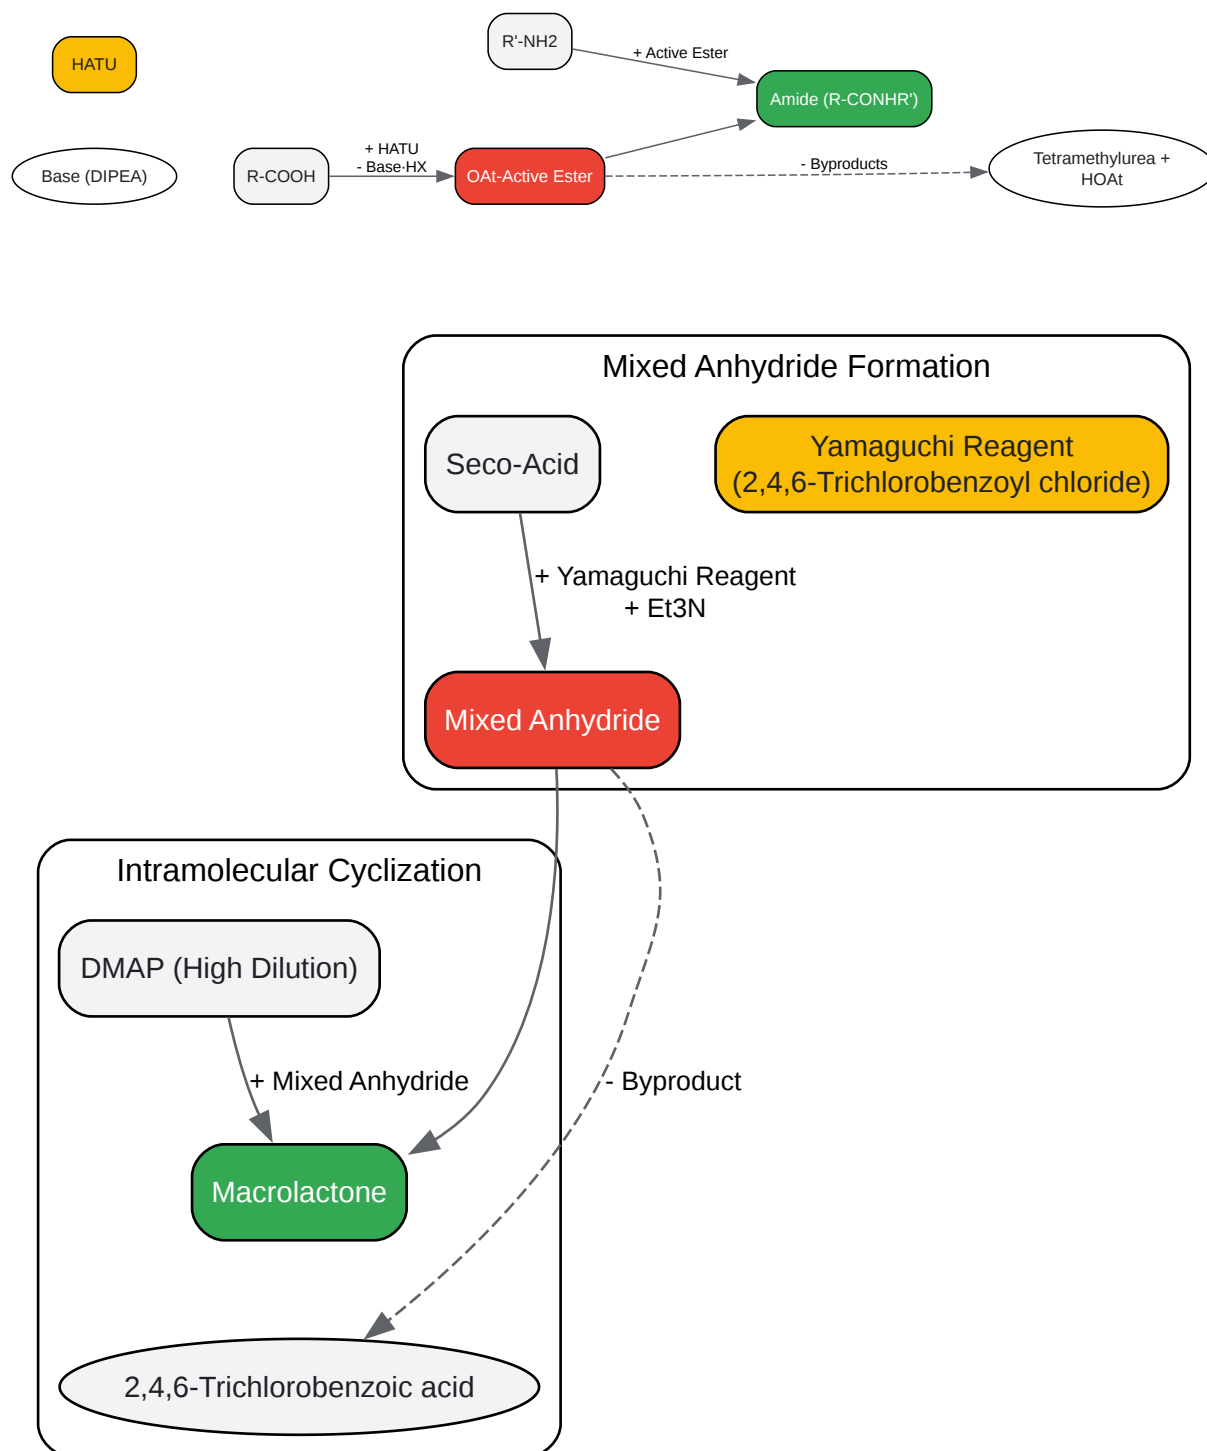 R'-NH2
+ Active Ester
HATU
Amide (R-CONHR')
+ HATU
- Base·HX
- Byproducts
Tetramethylurea +
HOAt
Base (DIPEA)
R-COOH
OAt-Active Ester
Mixed Anhydride Formation
Seco-Acid
Yamaguchi Reagent
(2,4,6-Trichlorobenzoyl chloride)
+ Yamaguchi Reagent
+ Et3N
Mixed Anhydride
Intramolecular Cyclization
DMAP (High Dilution)
+ Mixed Anhydride
- Byproduct
Macrolactone
2,4,6-Trichlorobenzoic acid